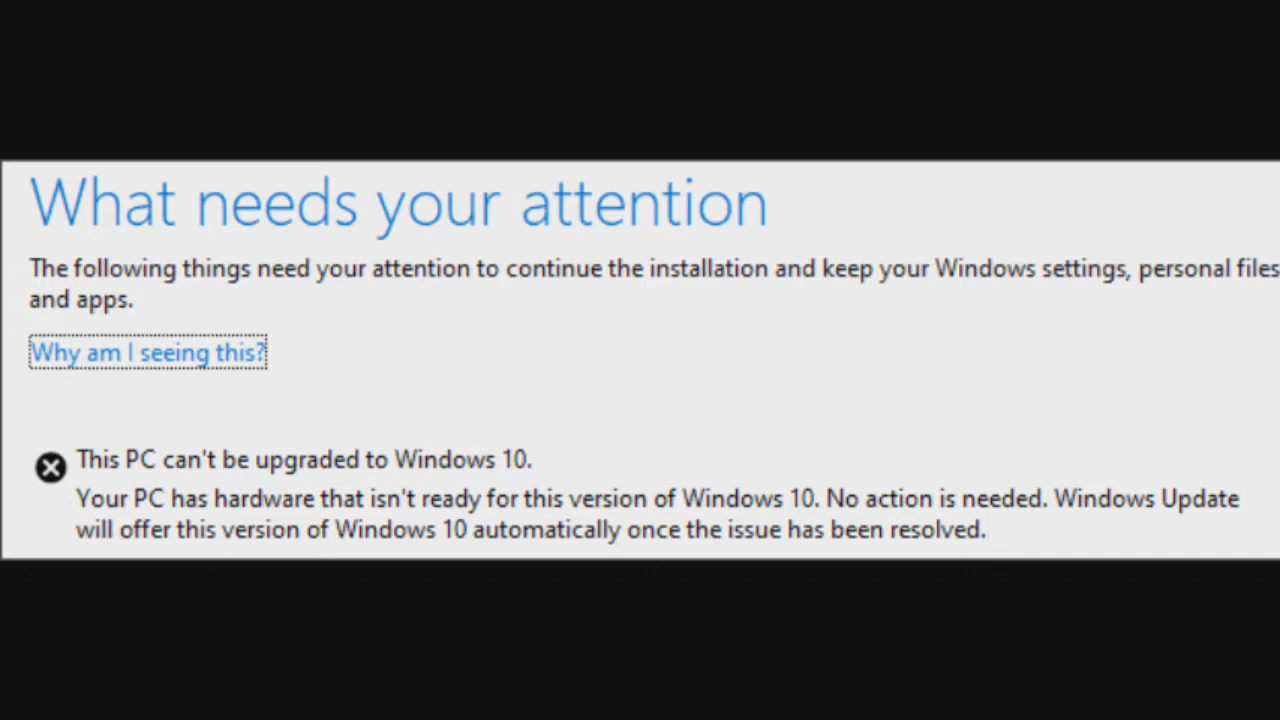 What needs your attention
The following things need your attention to continue the installation and keep your Windows settings, personal files
and apps.
Why am I seeing this?
This PC can't be upgraded to Windows 10.
Your PC has hardware that isn't ready for this version of Windows 10. No action is needed. Windows Update
will offer this version of Windows 10 automatically once the issue has been resolved.